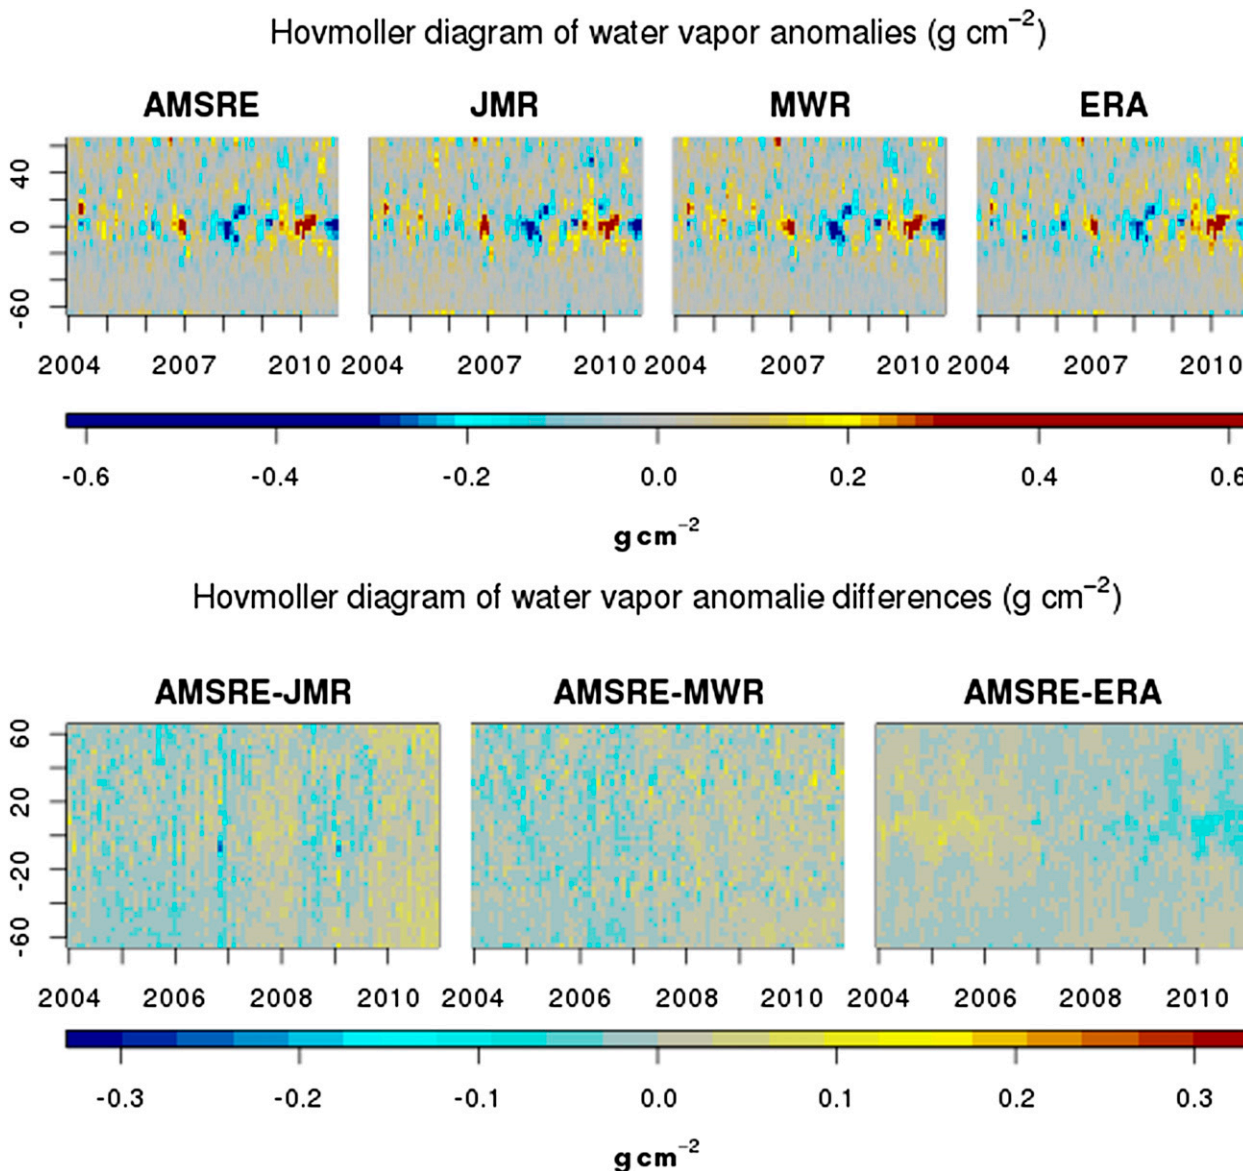 Hovmoller diagram of water vapor anomalies (g cm⁻²)
AMSRE JMR MWR ERA
40
0
-60
2004 2007 2010 2004 2007 2010 2004 2007 2010 2004 2007 2010
-0.6 -0.4 -0.2 0.0 0.2 0.4 0.6
g cm⁻²
Hovmoller diagram of water vapor anomalie differences (g cm⁻²)
AMSRE-JMR AMSRE-MWR AMSRE-ERA
60
20
-20
-60
2004 2006 2008 2010 2004 2006 2008 2010 2004 2006 2008 2010
-0.3 -0.2 -0.1 0.0 0.1 0.2 0.3
g cm⁻²